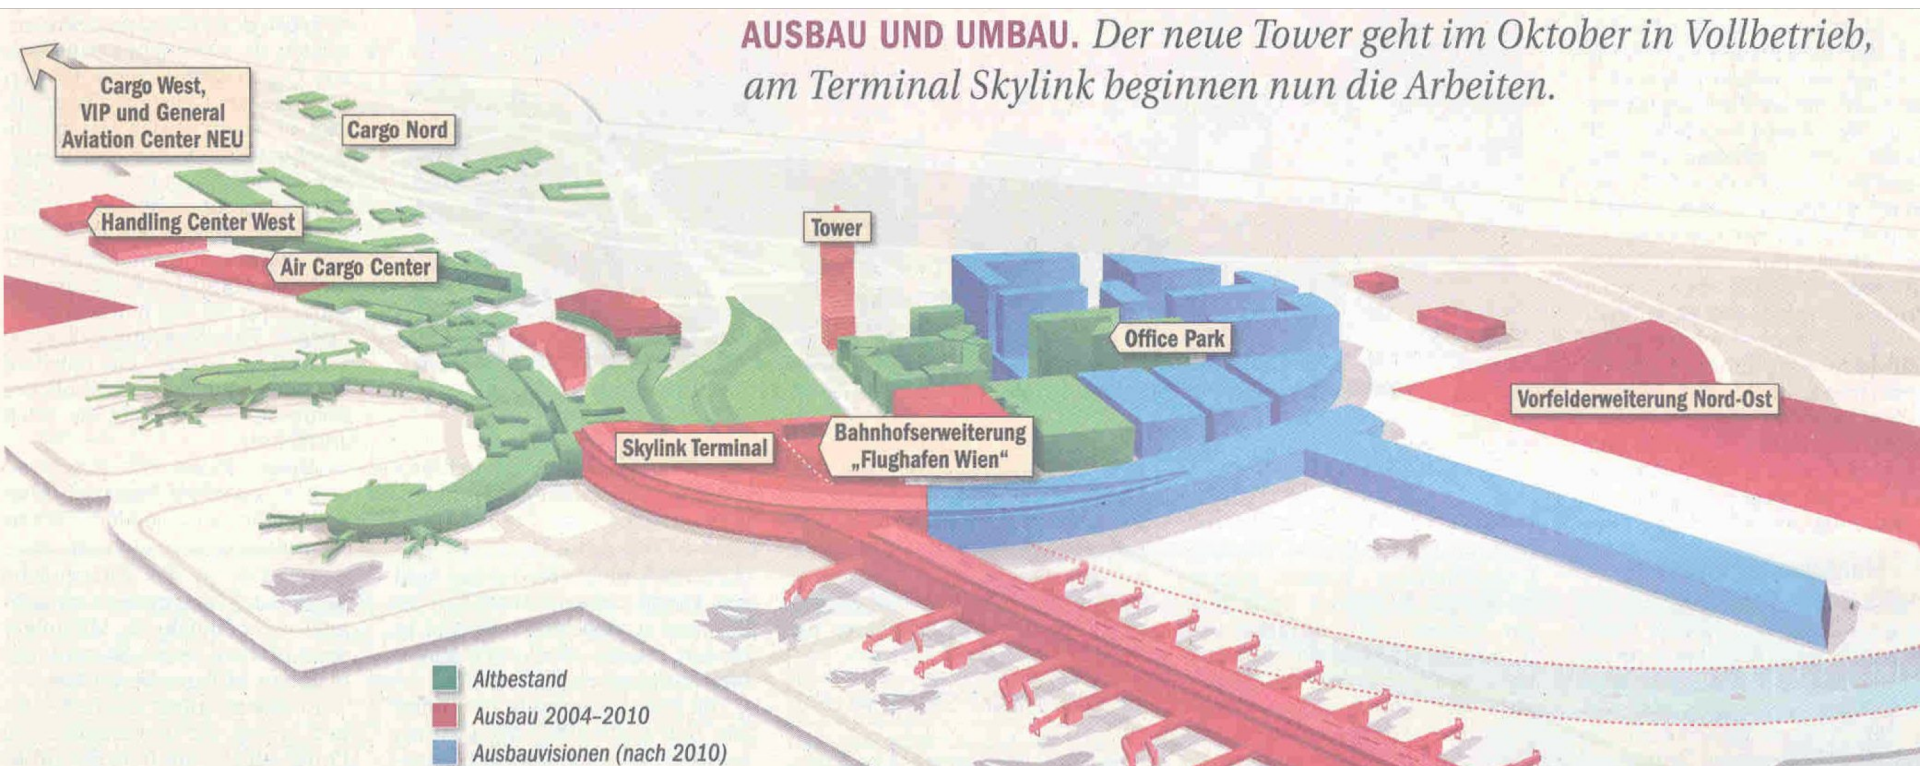 AUSBAU UND UMBAU. Der neue Tower geht im Oktober in Vollbetrieb,
am Terminal Skylink beginnen nun die Arbeiten.
Cargo West,
VIP und General
Aviation Center NEU
Cargo Nord
Handling Center West
Air Cargo Center
Tower
Office Park
Vorfelderweiterung Nord-Ost
Skylink Terminal
Bahnhofserweiterung
„Flughafen Wien“
Altbestand
Ausbau 2004–2010
Ausbauvisionen (nach 2010)